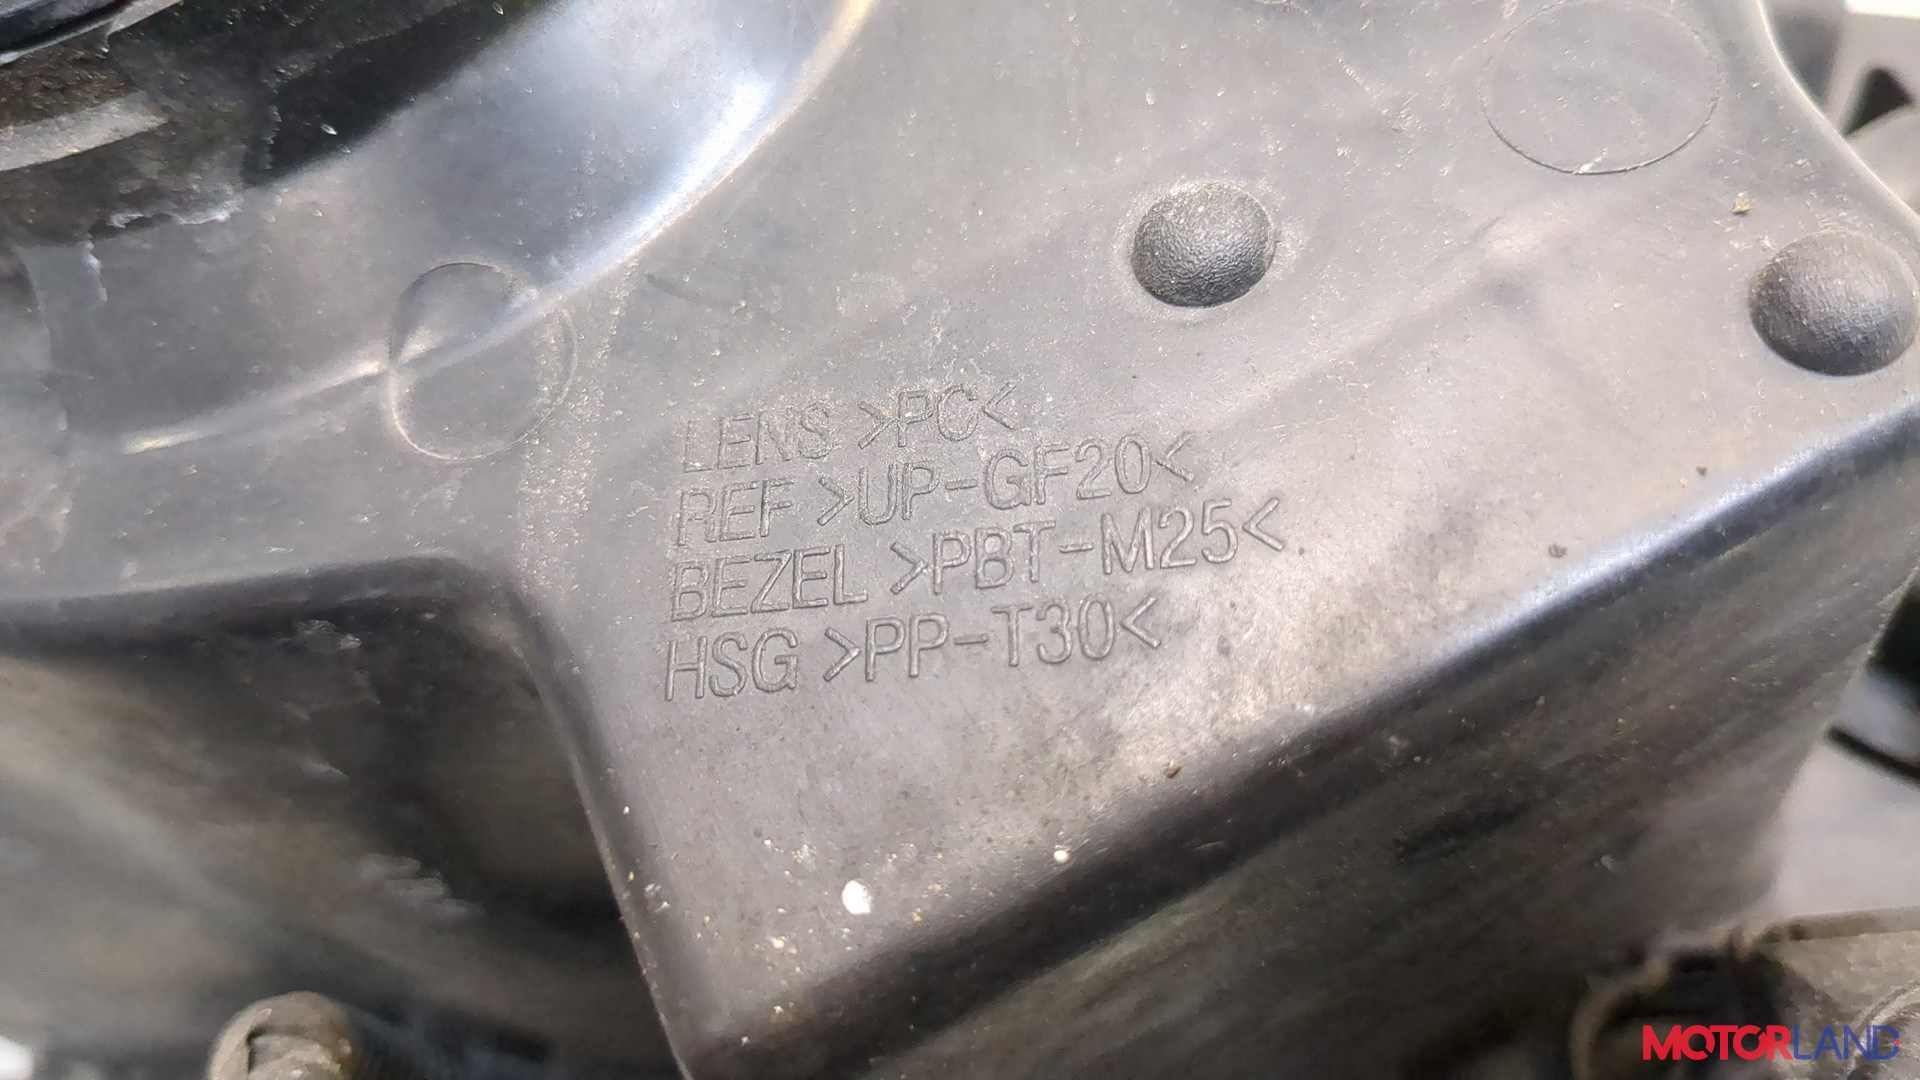 LENS >PC<
REF >UP-GF20<
BEZEL >PBT-M25<
HSG >PP-T30<
MOTORLAND